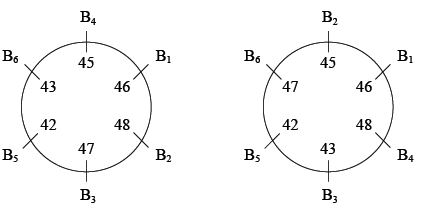 B₄ B₂
B₆ B₁ B₆ B₁
45 45
43 46 47 46
42 48 42 48
47 43
B₅ B₂ B₅ B₄
B₃ B₃